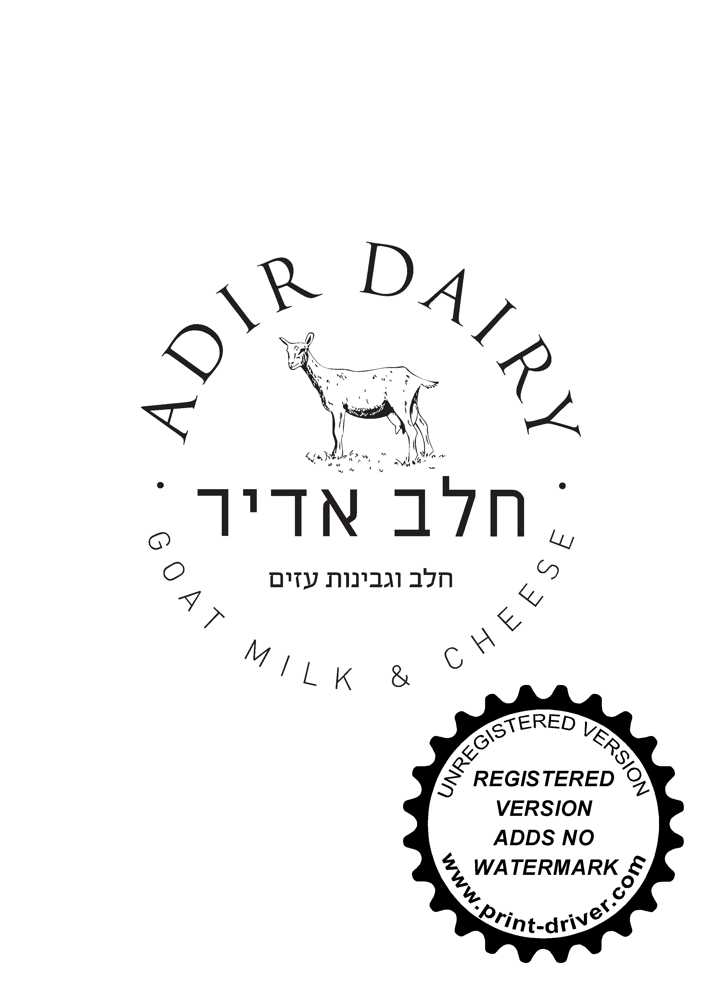 ADIR DAIRY
חלב אדיר
חלב וגבינות עזים
GOAT MILK & CHEESE
UNREGISTERED VERSION
REGISTERED
VERSION
ADDS NO
WATERMARK
www.print-driver.com